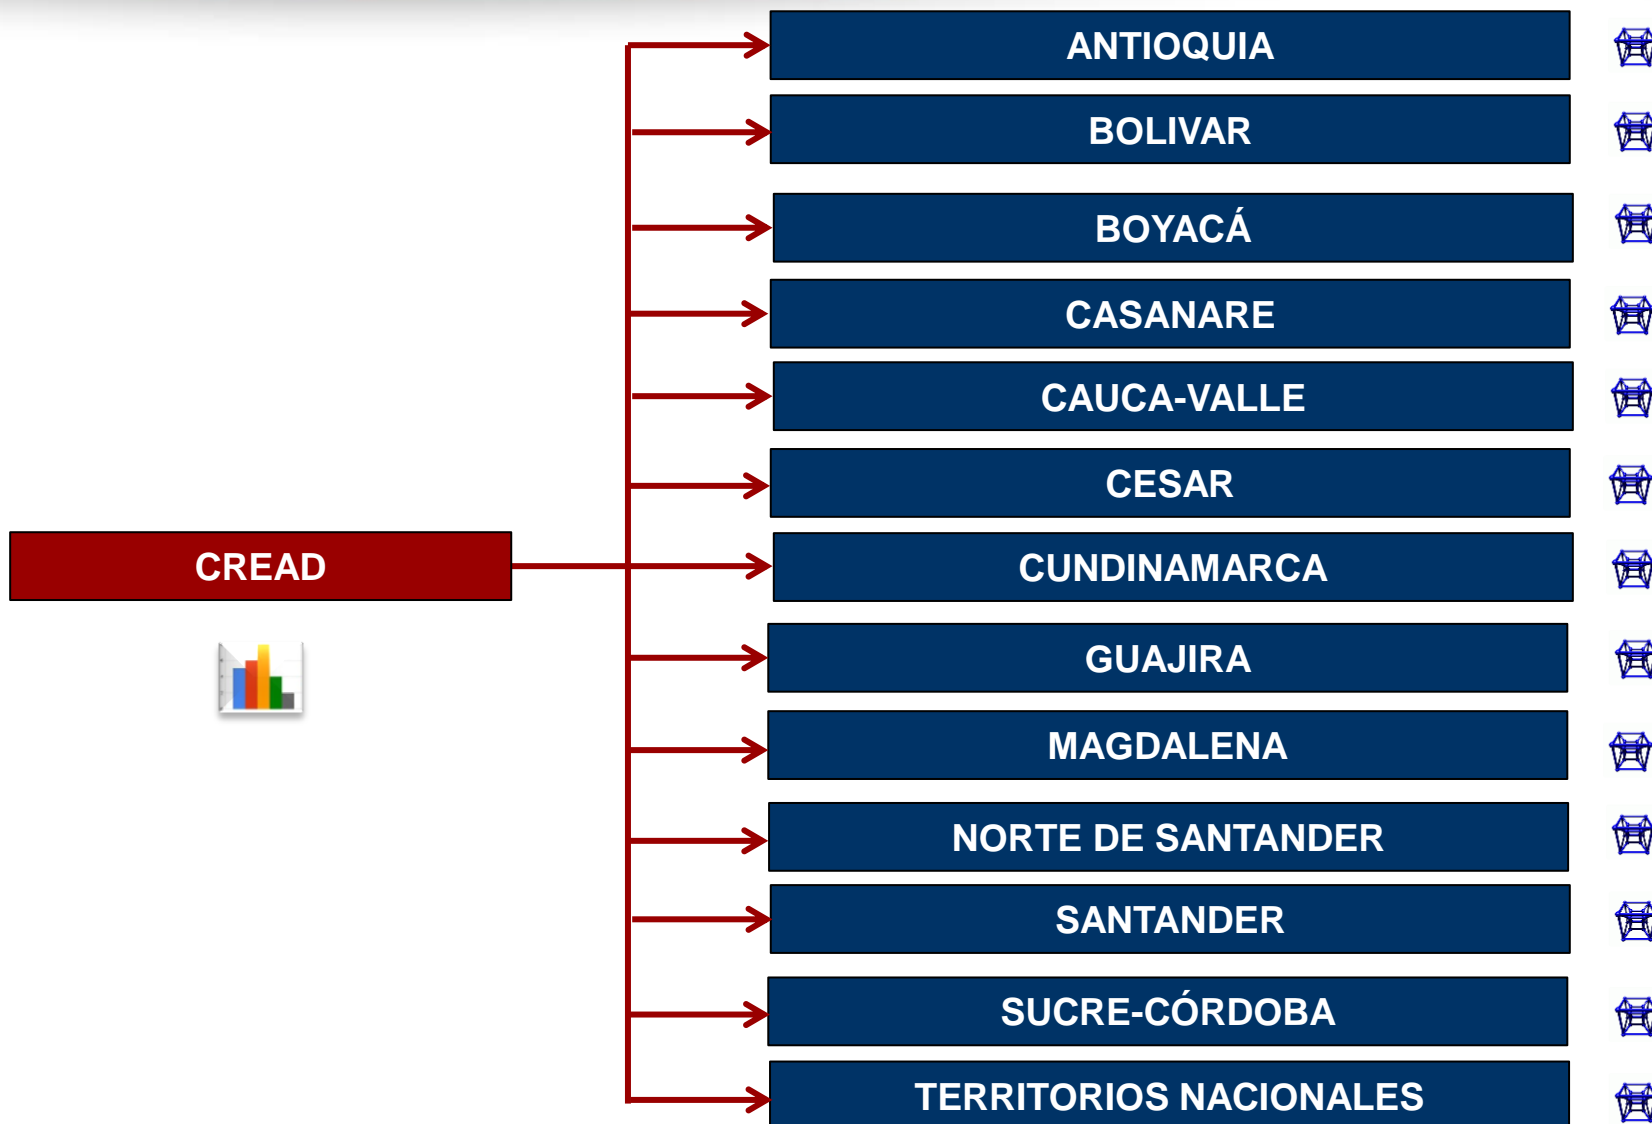 ANTIOQUIA
BOLIVAR
BOYACÁ
CASANARE
CAUCA-VALLE
CESAR
CREAD
CUNDINAMARCA
GUAJIRA
MAGDALENA
NORTE DE SANTANDER
SANTANDER
SUCRE-CÓRDOBA
TERRITORIOS NACIONALES